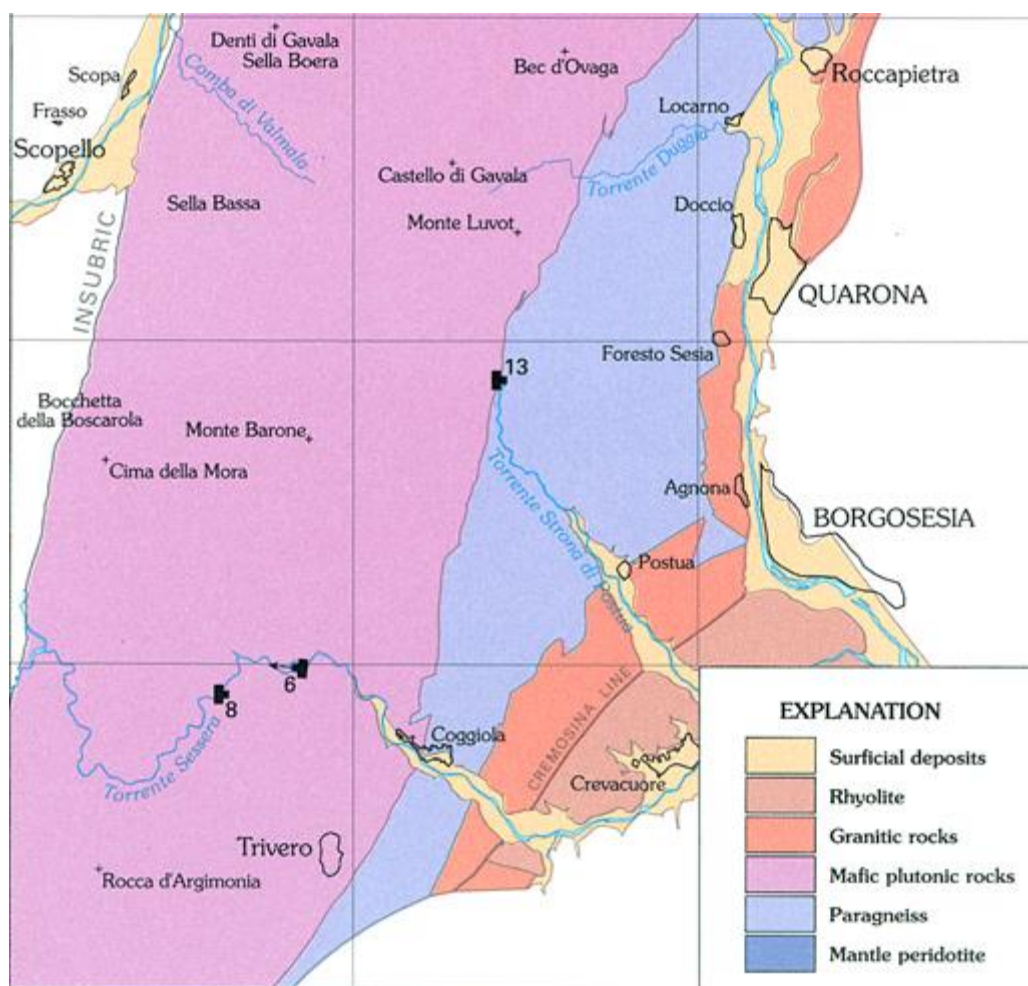 Denti di Gavala
Sella Boera
Scopa
Comba di Valmala
Bec d'Ovaga
Roccapietra
Frasso
Locarno
Scopello
Torrente Duggia
Castello di Gavala
Sella Bassa
Doccio
Monte Luvot
INSUBRIC
QUARONA
Foresto Sesia
13
Bocchetta
della Boscarola
Monte Barone
Cima della Mora
Torrente Strona di Postua
Agnona
BORGOSESIA
Postua
6
8
Torrente Sessera
CREMOSINA LINE
Coggiola
Crevacuore
Trivero
Rocca d'Argimonia
EXPLANATION
Surficial deposits
Rhyolite
Granitic rocks
Mafic plutonic rocks
Paragneiss
Mantle peridotite